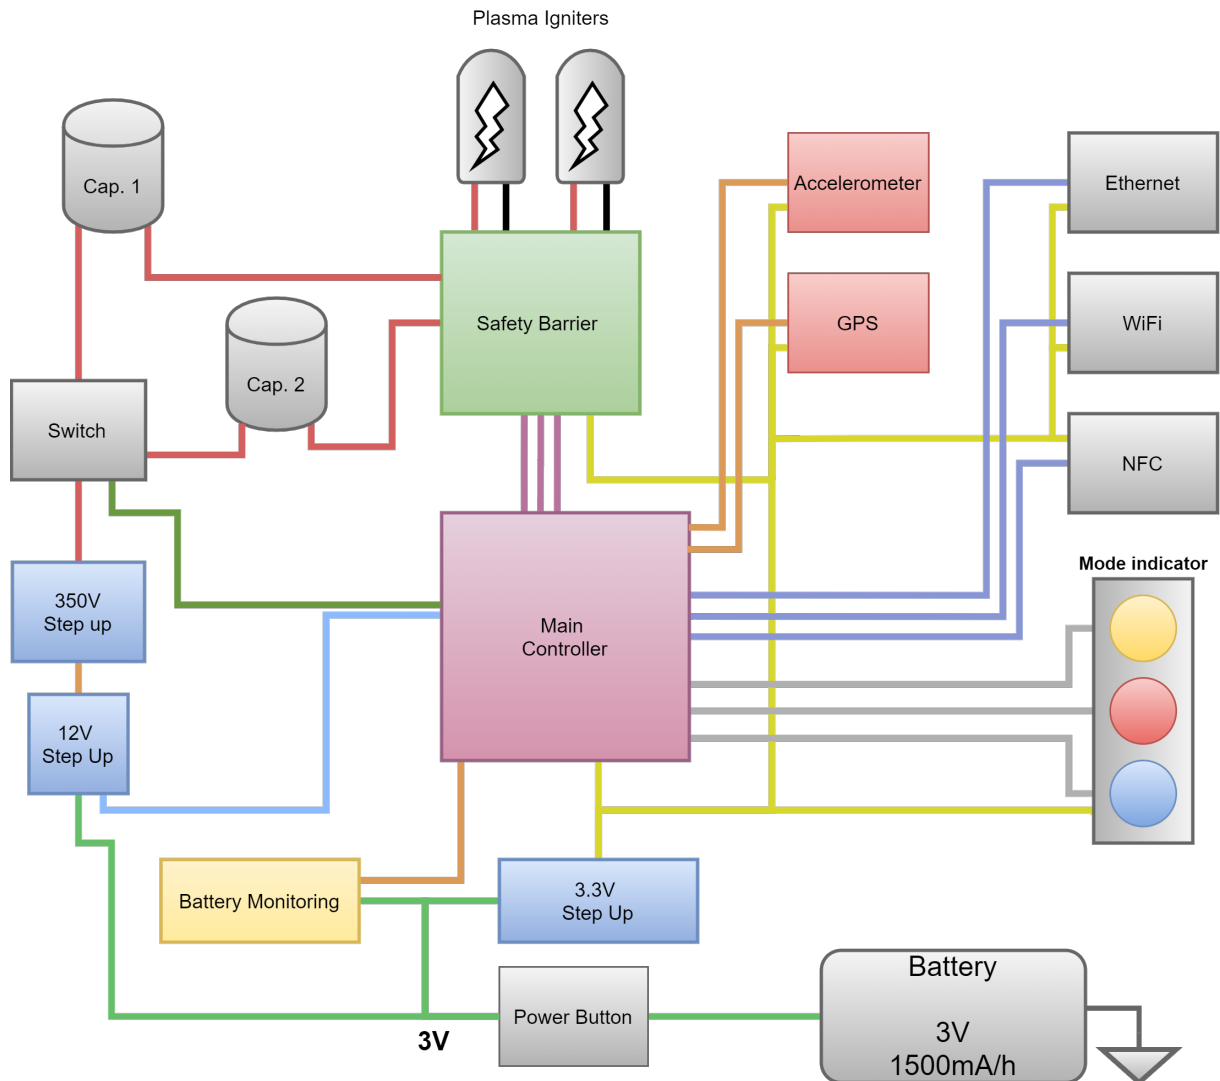 Plasma Igniters
Cap. 1
Accelerometer
Ethernet
Safety Barrier
GPS
WiFi
Cap. 2
Switch
NFC
Mode indicator
350V
Step up
Main
Controller
12V
Step Up
Battery Monitoring
3.3V
Step Up
Battery
3V
1500mA/h
Power Button
3V